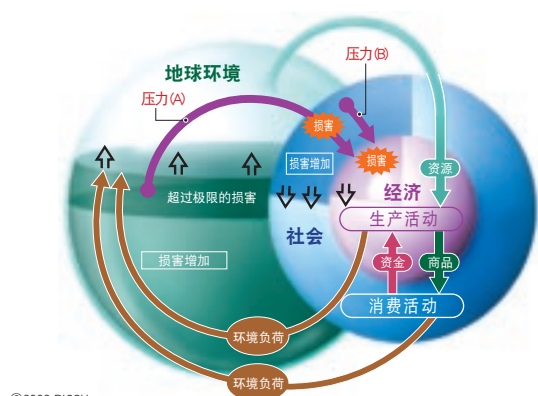 地球环境
压力(A)
压力(B)
损害
损害增加
损害
资源
超过极限的损害
经济
生产活动
社会
损害增加
资金
商品
消费活动
环境负荷
环境负荷